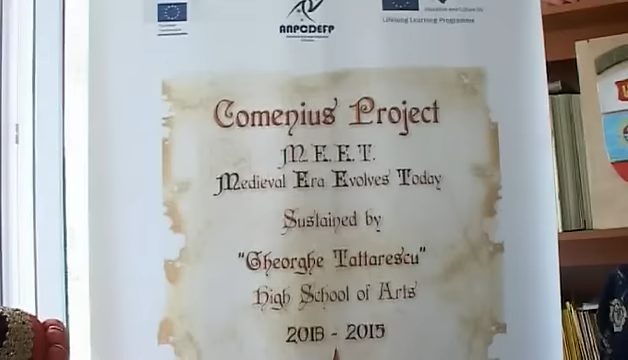 ANPCDEFP
Lifelong Learning Programme
Comenius Project
M.E.E.T.
Medieval Era Evolves Today
Sustained by
"Gheorghe Tattarescu"
High School of Arts
2013 - 2015